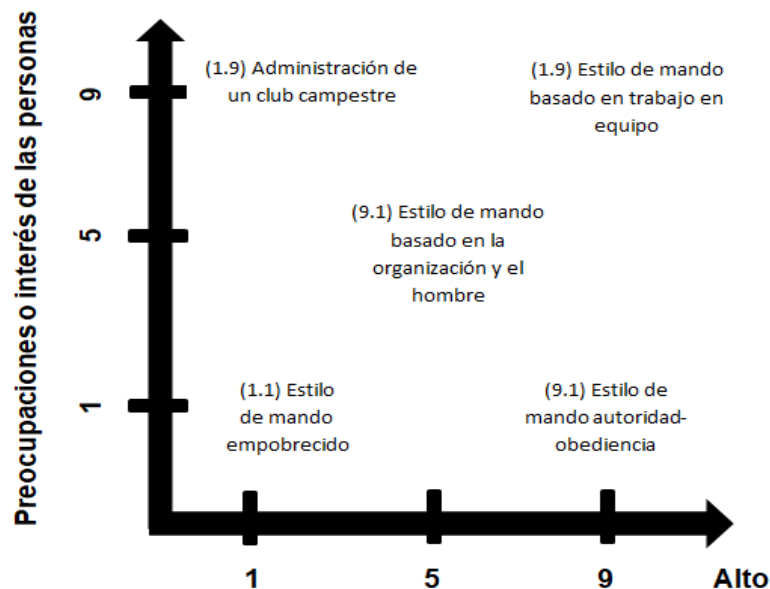 Preocupaciones o interés de las personas
9
5
1
(1.9) Administración de
un club campestre
(1.9) Estilo de mando
basado en trabajo en
equipo
(9.1) Estilo de mando
basado en la
organización y el
hombre
(1.1) Estilo
de mando
empobrecido
(9.1) Estilo de
mando autoridad-
obediencia
1
5
9
Alto